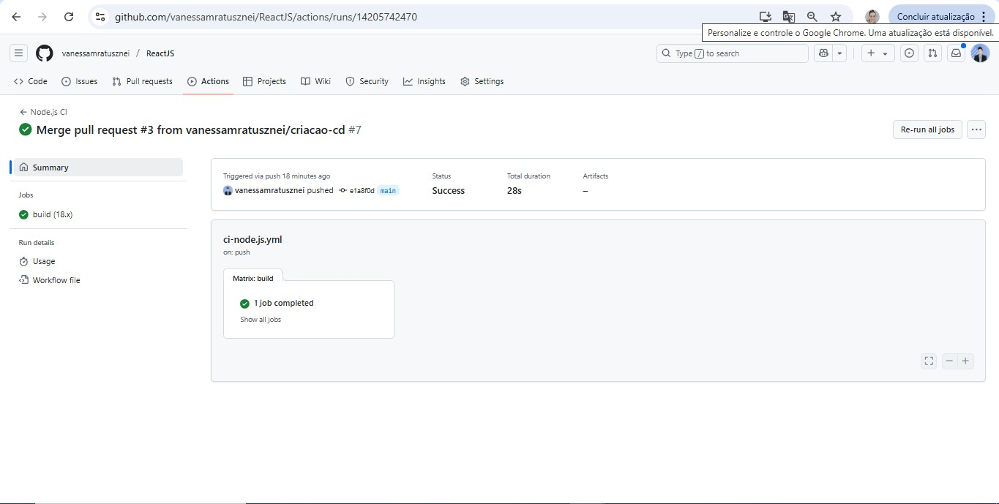 github.com/vanessamratusznei/ReactJS/actions/runs/14205742470
Concluir atualização
Personalize e controle o Google Chrome. Uma atualização está disponível.
vanessamratusznei / ReactJS
Type / to search
Code Issues Pull requests Actions Projects Wiki Security Insights Settings
Node.js CI
Merge pull request #3 from vanessamratusznei/criacao-cd #7
Re-run all jobs
Summary
Jobs
build (18.x)
Run details
Usage
Workflow file
Triggered via push 18 minutes ago
vanessamratusznei pushed e1a8f0d main
Status
Success
Total duration
28s
Artifacts
–
ci-node.js.yml
on: push
Matrix: build
1 job completed
Show all jobs